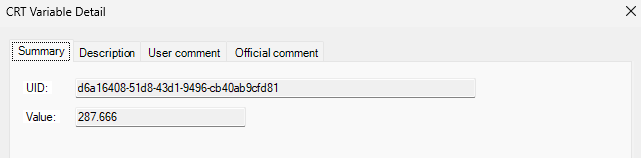 CRT Variable Detail
Summary Description User comment Official comment
UID: d6a16408-51d8-43d1-9496-cb40ab9cfd81
Value: 287.666